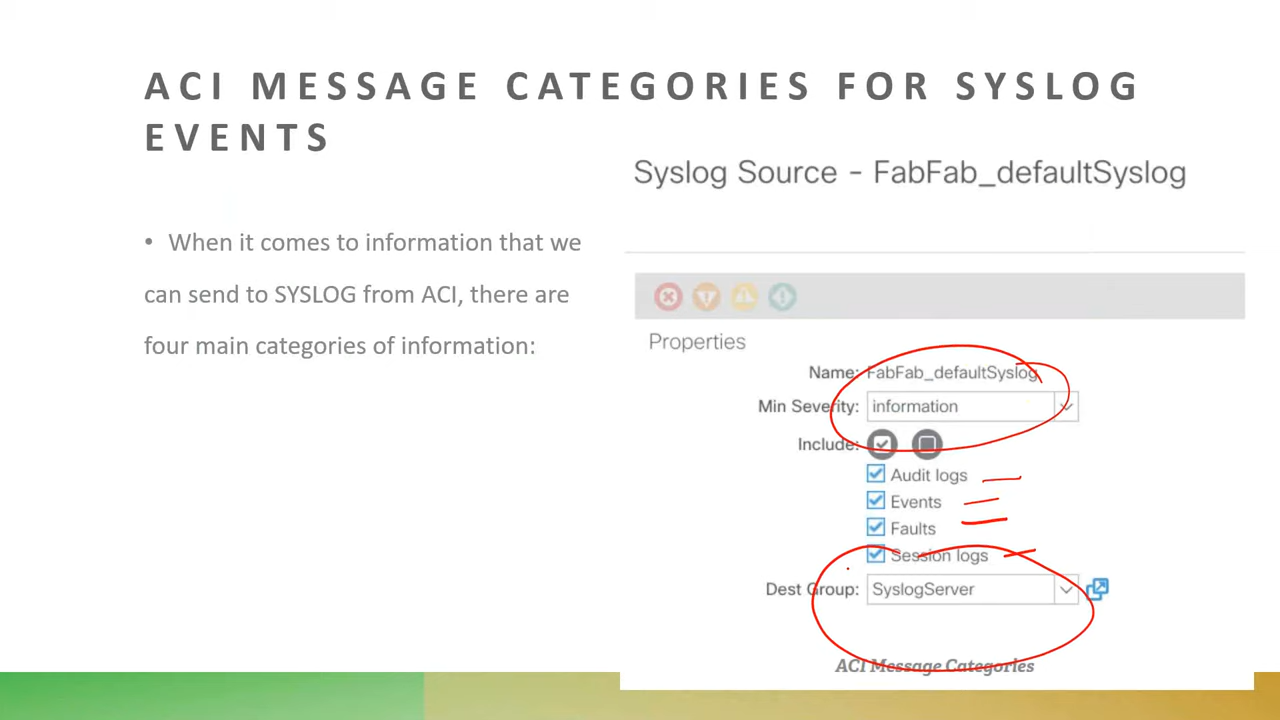 ACI MESSAGE CATEGORIES FOR SYSLOG
EVENTS
• When it comes to information that we
can send to SYSLOG from ACI, there are
four main categories of information:
Syslog Source - FabFab_defaultSyslog
Properties
Name: FabFab_defaultSyslog
Min Severity: information
Include:
Audit logs
Events
Faults
Session logs
Dest Group: SyslogServer
ACI Message Categories